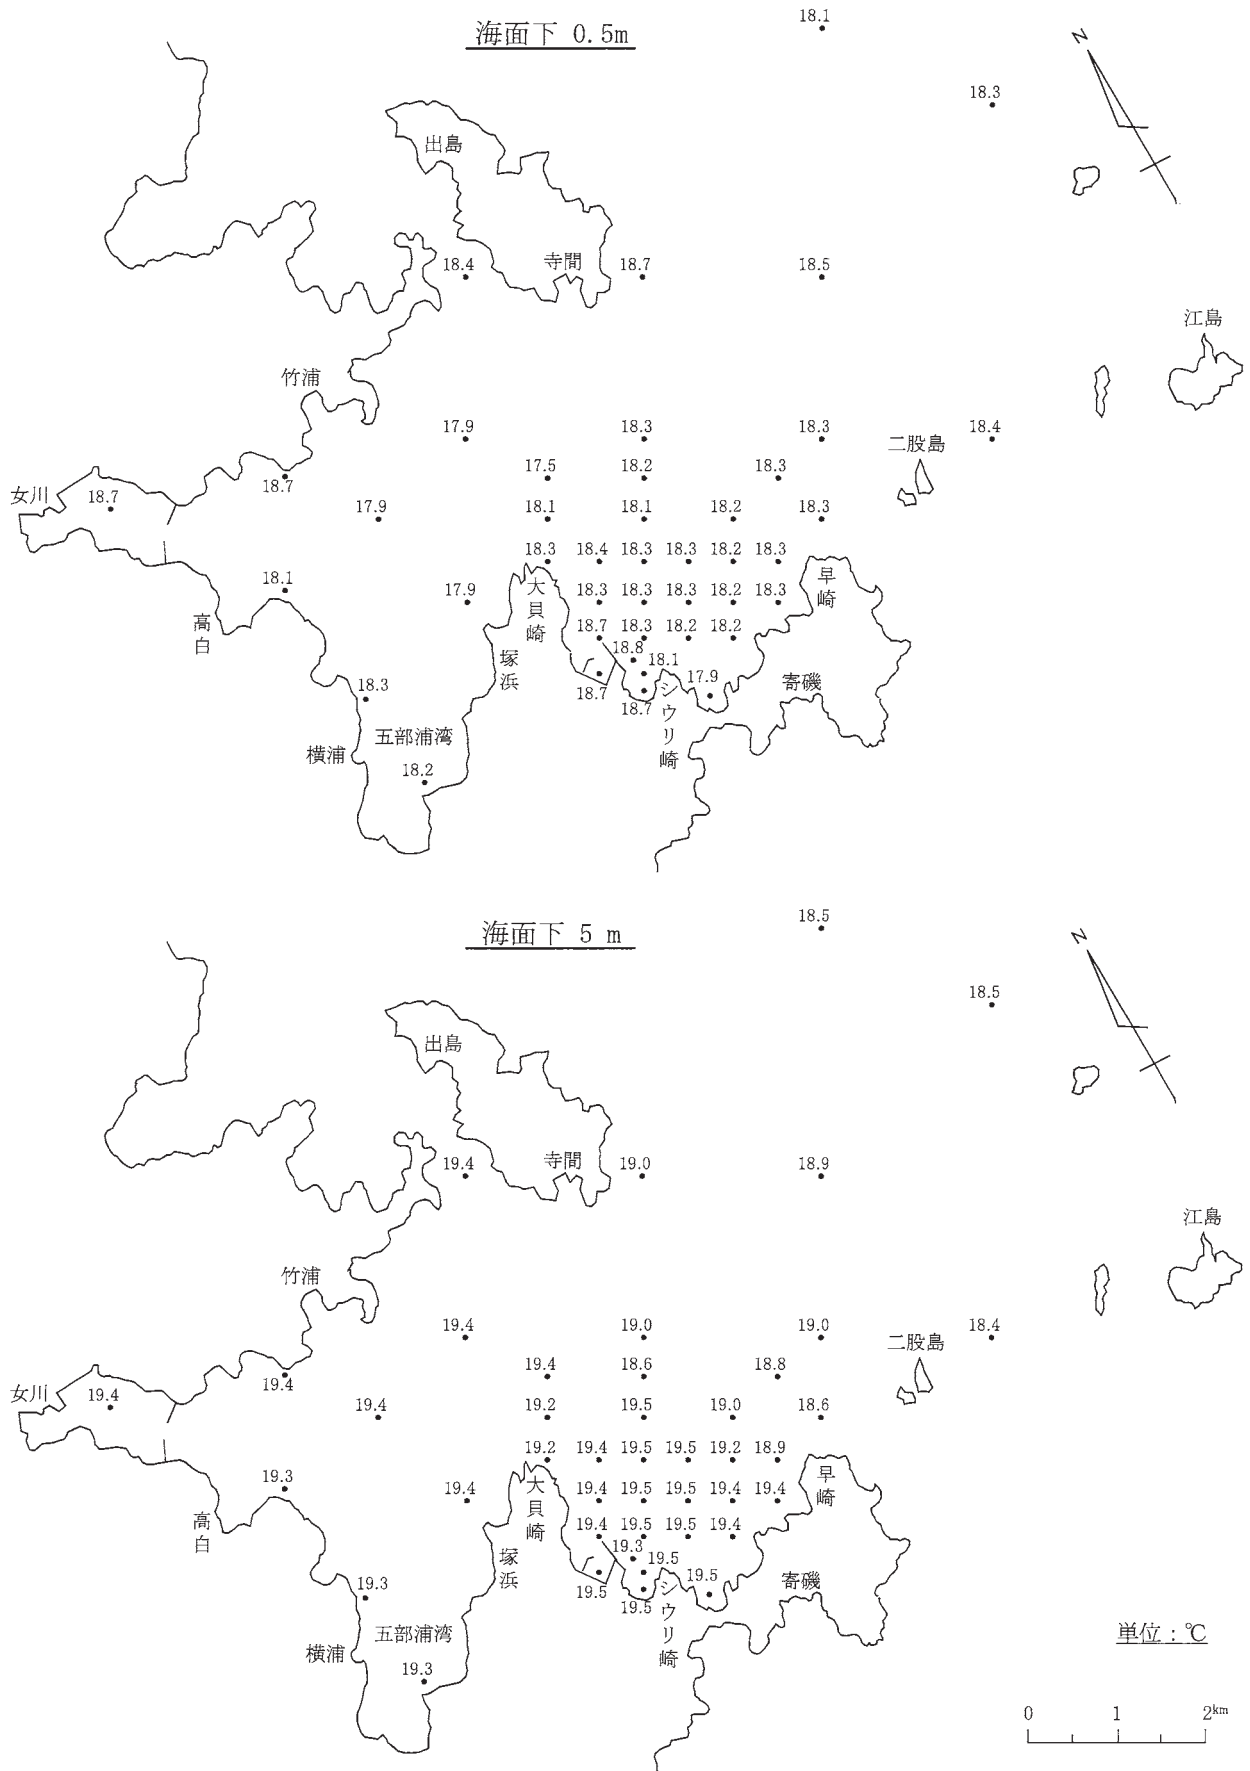 海面下 0.5m
18.1
N
18.3
出島
寺間
18.4
18.7
18.5
江島
竹浦
17.9
18.3
18.3
18.4
二股島
17.5
18.2
18.3
女川
18.7
18.7
17.9
18.1
18.1
18.2
18.3
18.3
18.4
18.3
18.3
18.2
18.3
早崎
大貝崎
18.1
17.9
18.3
18.3
18.3
18.2
18.3
高白
18.7
18.3
18.2
18.2
塚浜
18.8
18.1
18.7
17.9
寄磯
18.7
シウリ崎
18.3
五部浦湾
横浦
18.2
海面下 5 m
18.5
N
18.5
出島
寺間
19.4
19.0
18.9
江島
竹浦
19.4
19.0
19.0
18.4
二股島
19.4
18.6
18.8
女川
19.4
19.4
19.4
19.2
19.5
19.0
18.6
19.2
19.4
19.5
19.5
19.2
18.9
早崎
大貝崎
19.3
19.4
19.4
19.5
19.5
19.4
19.4
高白
19.4
19.5
19.5
19.4
塚浜
19.3
19.5
19.5
19.5
寄磯
19.5
シウリ崎
19.3
五部浦湾
横浦
19.3
単位：℃
0 1 2km